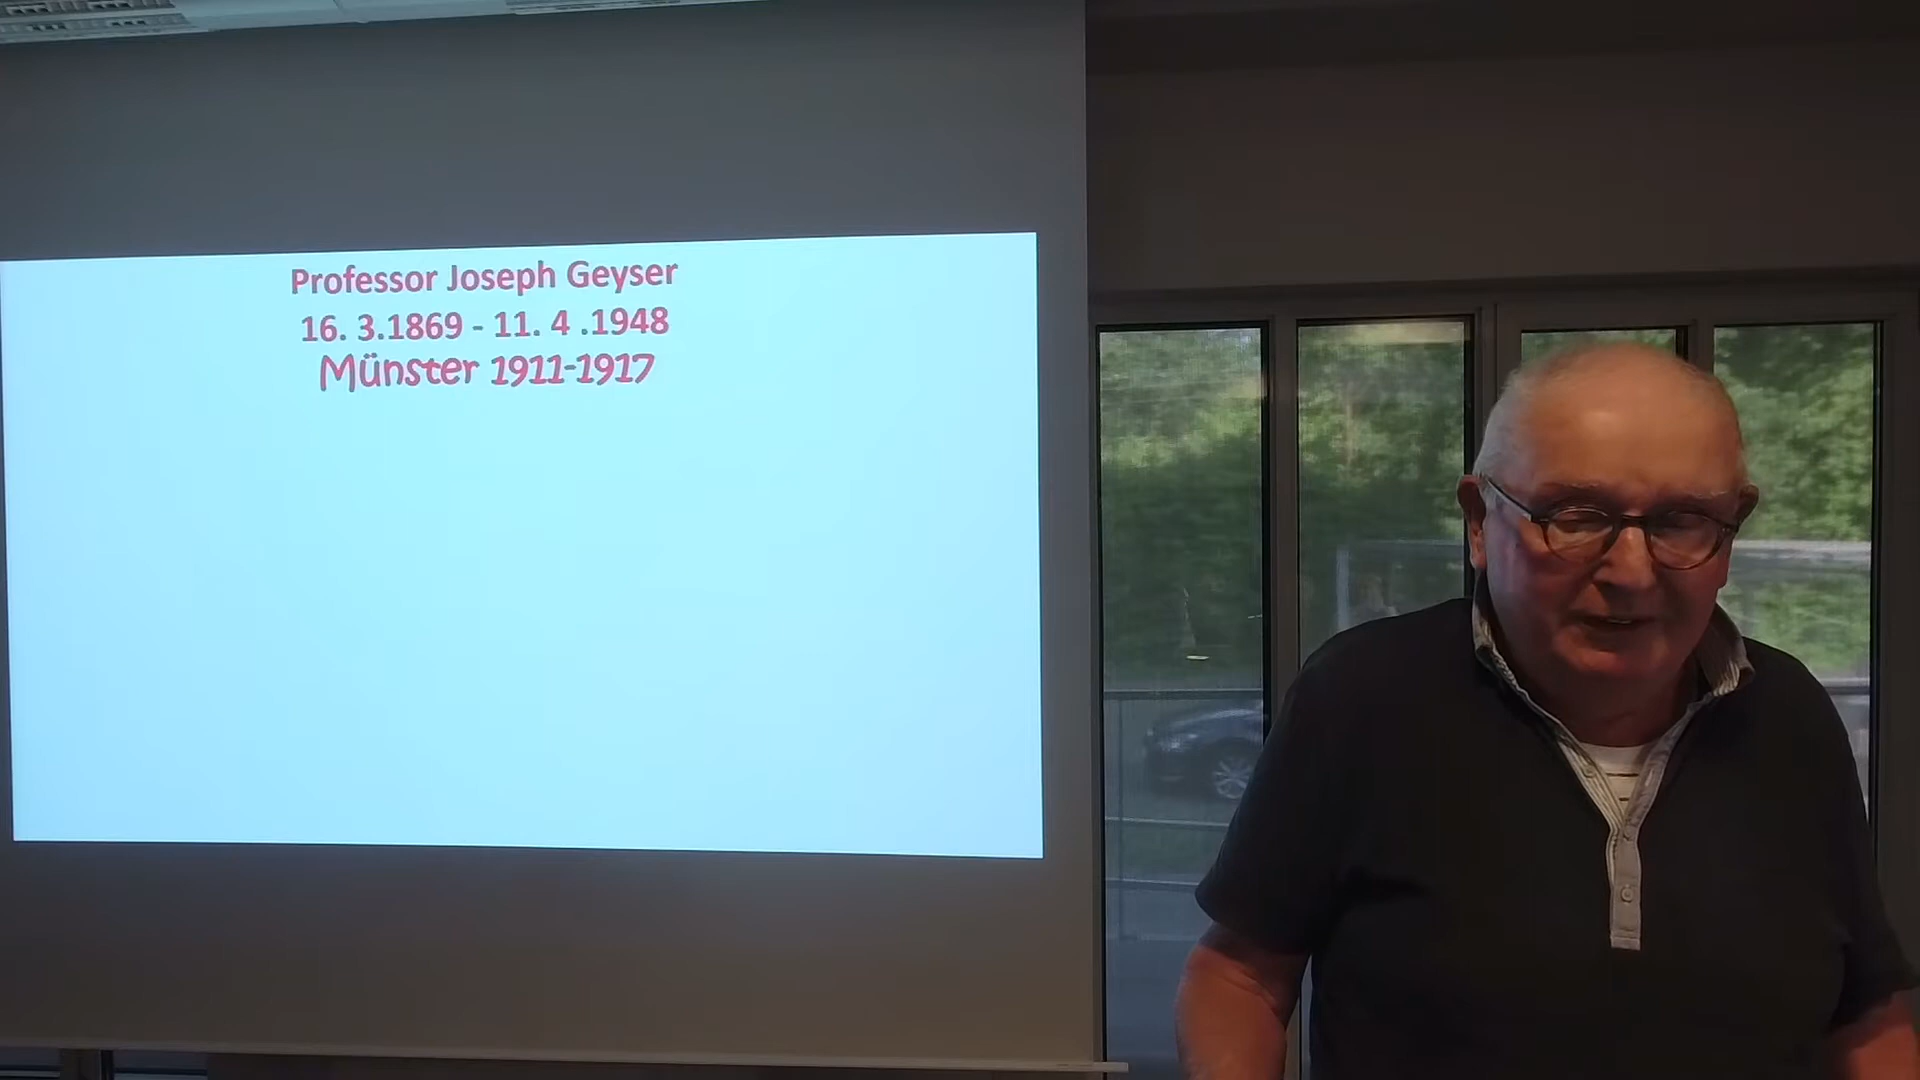 Professor Joseph Geyser
16. 3.1869 - 11. 4 .1948
Münster 1911-1917